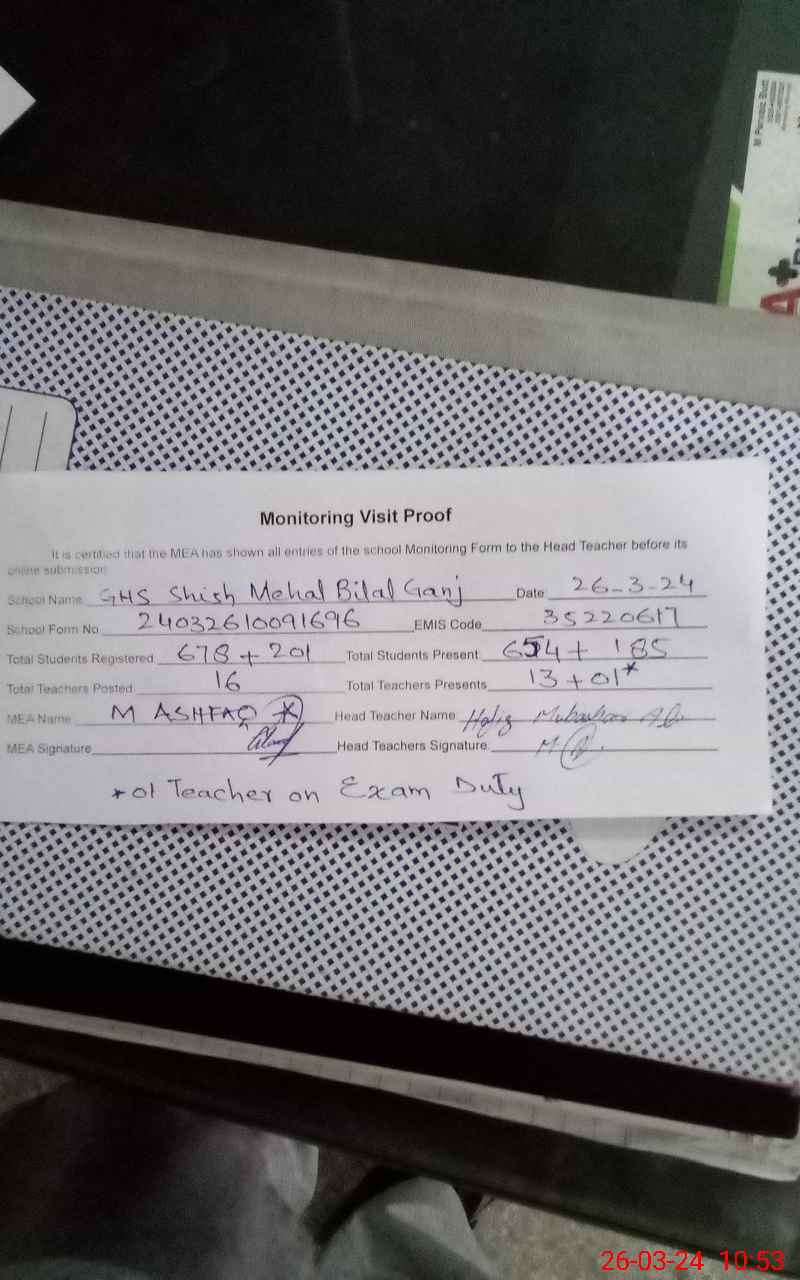 M Parvaiz Butt
A+
Monitoring Visit Proof
It is certified that the MEA has shown all entries of the school Monitoring Form to the Head Teacher before its
online submission
School Name GHS Shish Mehal Bilal Ganj Date 26-3-24
School Form No 24032610091696 EMIS Code 35220617
Total Students Registered 678 + 201 Total Students Present 654 + 185
Total Teachers Posted 16 Total Teachers Presents 13 + 01*
MEA Name M ASHFAQ Head Teacher Name Hafiz Mubashar
MEA Signature Head Teachers Signature:
* 01 Teacher on Exam Duty
26-03-24 10:53